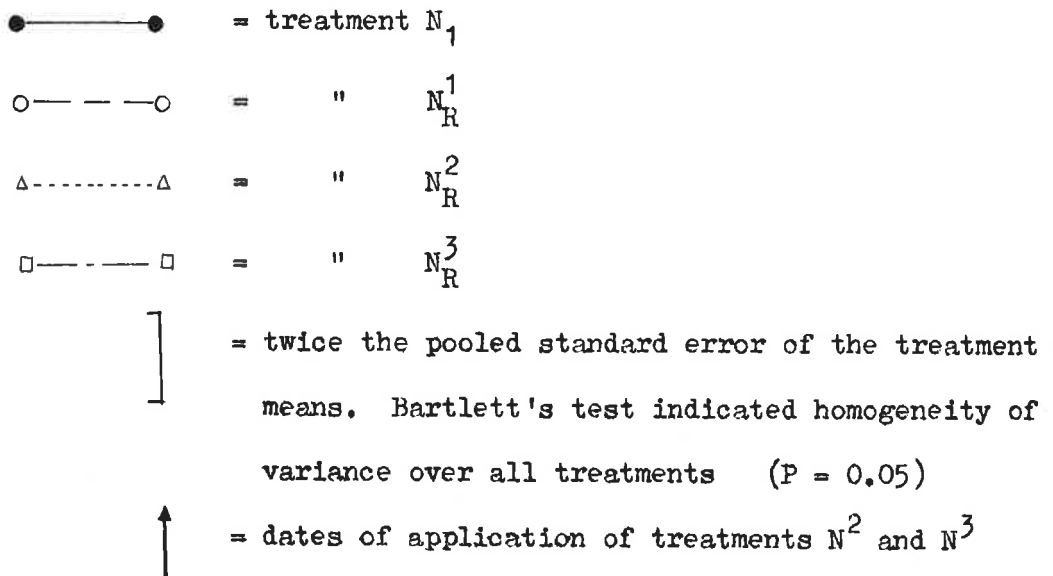 = treatment N₁
= " N¹R
= " N²R
= " N³R
= twice the pooled standard error of the treatment
means. Bartlett's test indicated homogeneity of
variance over all treatments (P = 0.05)
= dates of application of treatments N² and N³